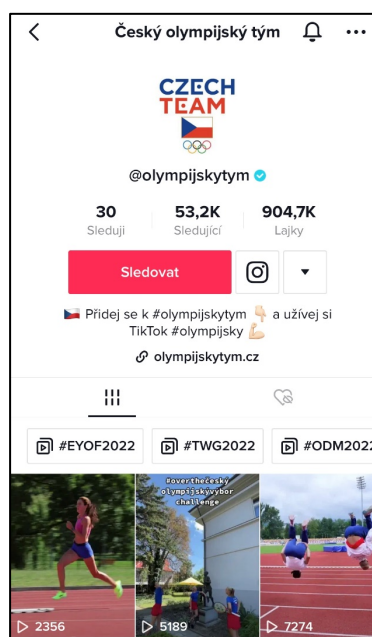 Český olympijský tým
CZECH
TEAM
@olympijskytym
30 53,2K 904,7K
Sleduji Sledující Lajky
Sledovat
Přidej se k #olympijskytym a užívej si
TikTok #olympijsky
olympijskytym.cz
#EYOF2022 #TWG2022 #ODM2022
#overthečeský
olympijskývýbor
challenge
2356 5189 7274